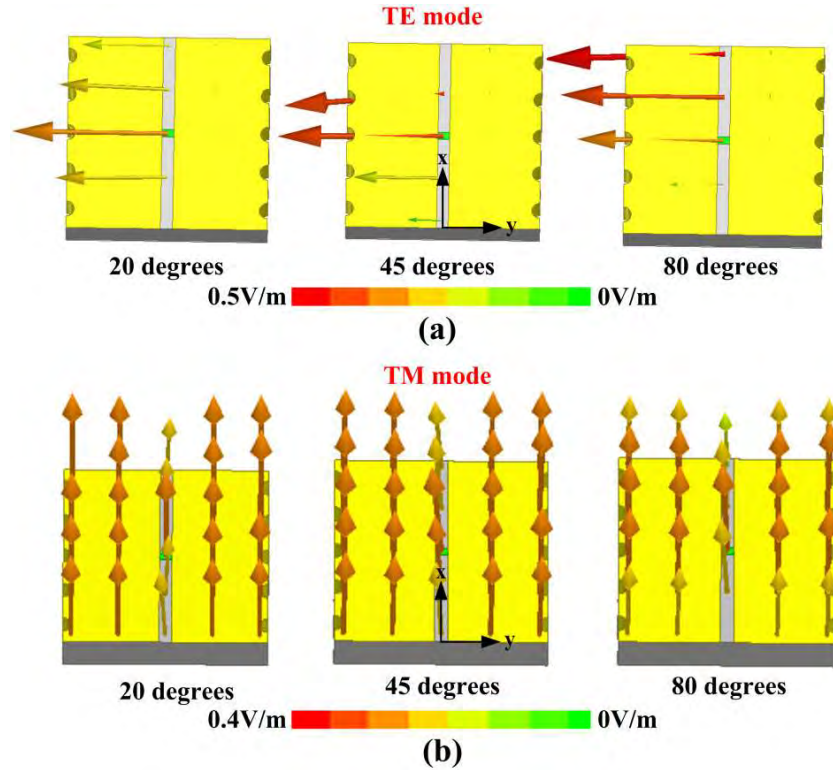 TE mode
x
y
20 degrees 45 degrees 80 degrees
0.5V/m 0V/m
(a)
TM mode
x
y
20 degrees 45 degrees 80 degrees
0.4V/m 0V/m
(b)